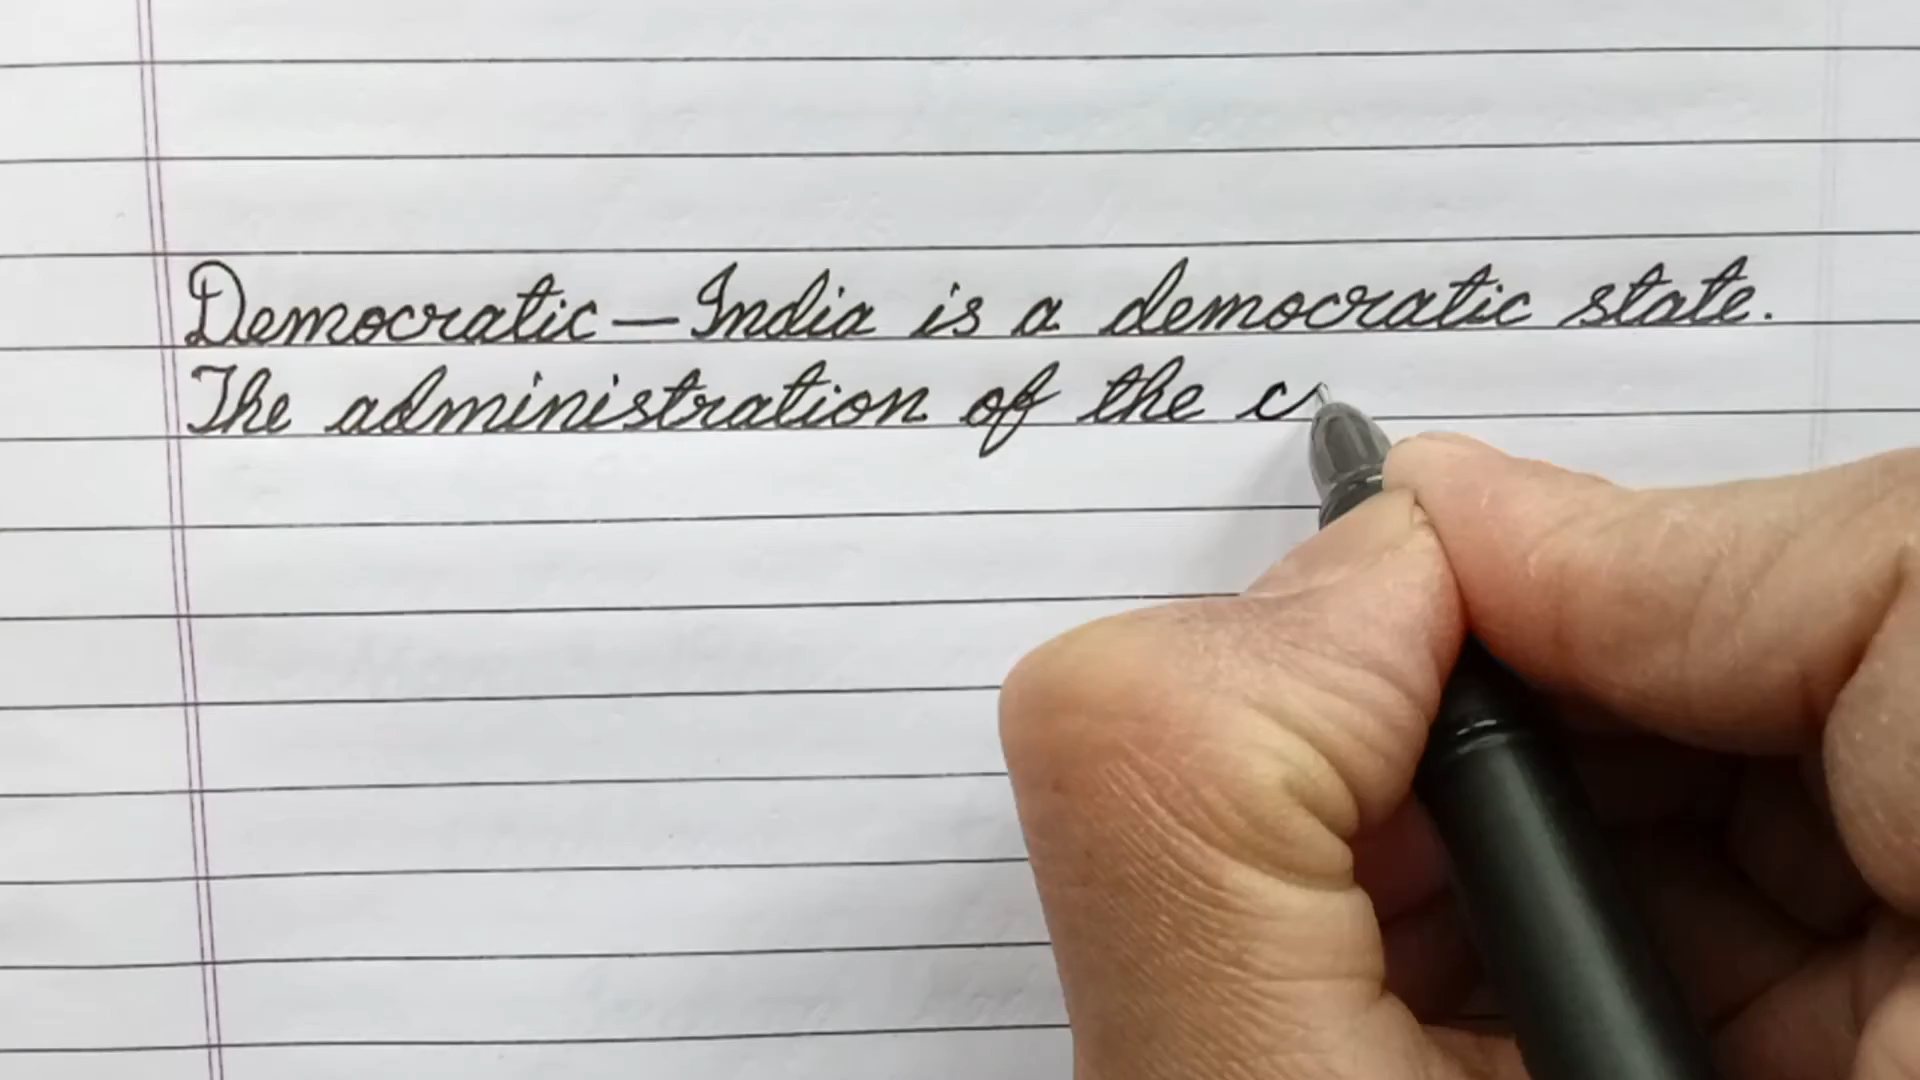 Democratic — India is a democratic state.
The administration of the c